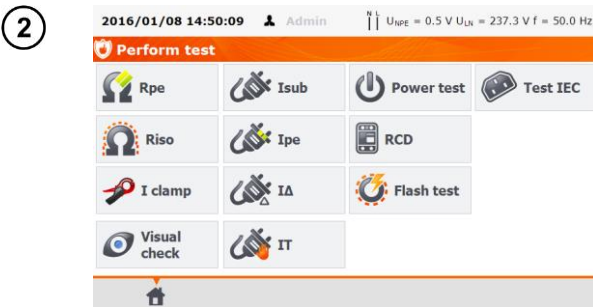 2
2016/01/08 14:50:09 Admin N L UNPE = 0.5 V ULN = 237.3 V f = 50.0 Hz
Perform test
Rpe Isub Power test Test IEC
Riso Ipe RCD
I clamp IΔ Flash test
Visual
check IT